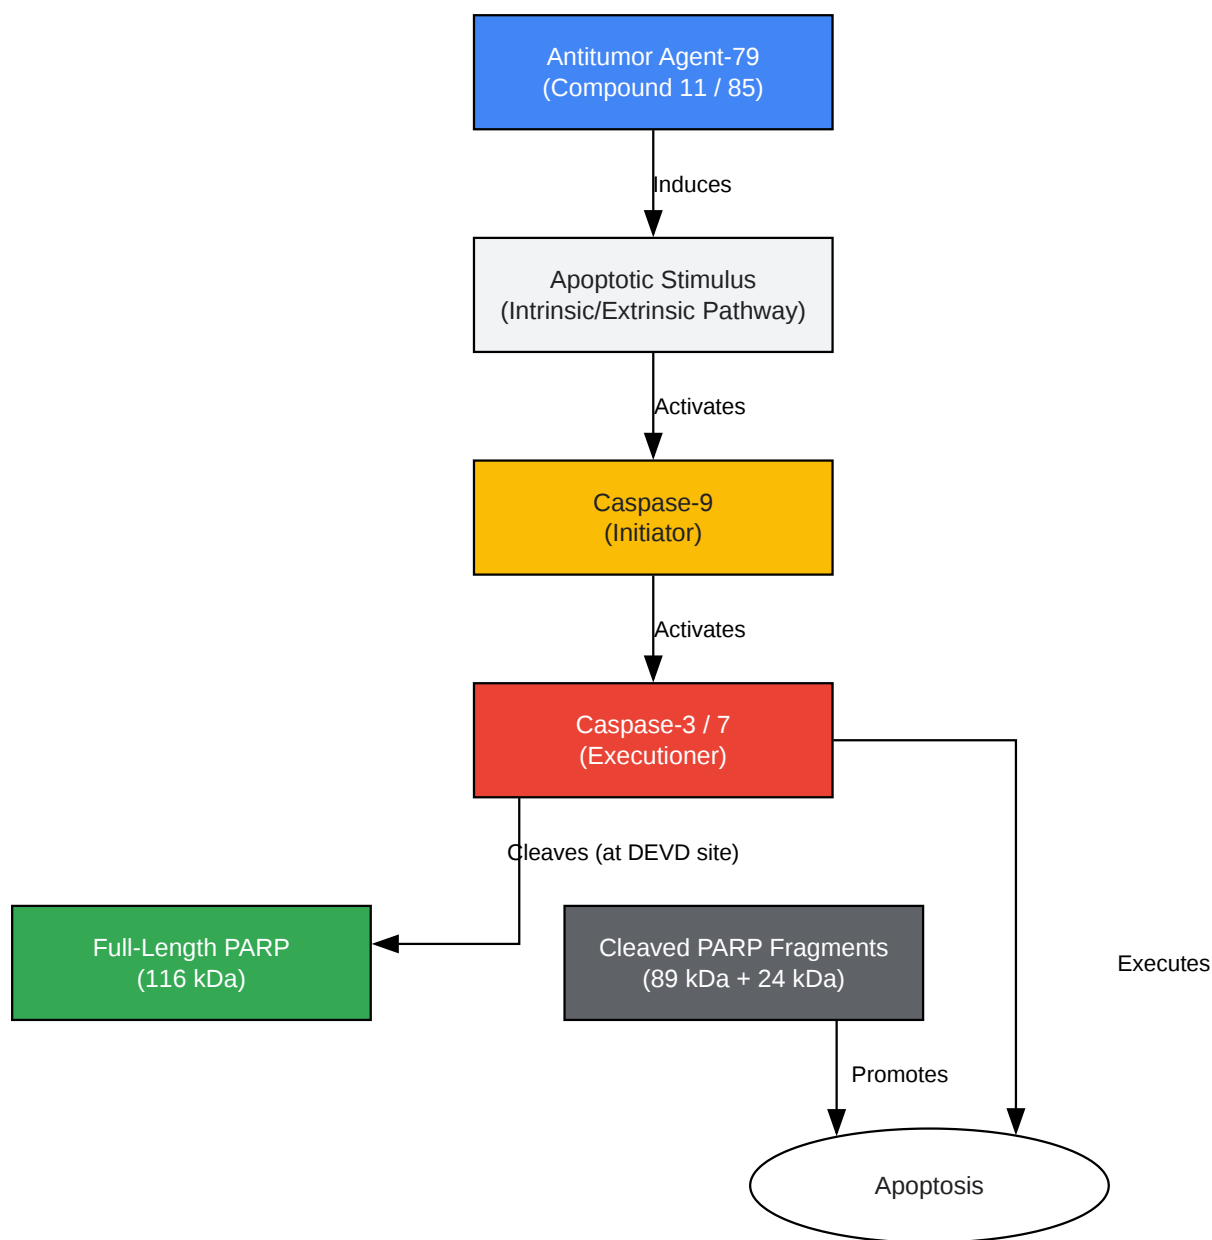 Antitumor Agent-79
(Compound 11 / 85)
Induces
Apoptotic Stimulus
(Intrinsic/Extrinsic Pathway)
Activates
Caspase-9
(Initiator)
Activates
Caspase-3 / 7
(Executioner)
Cleaves (at DEVD site)
Full-Length PARP
(116 kDa)
Cleaved PARP Fragments
(89 kDa + 24 kDa)
Executes
Promotes
Apoptosis